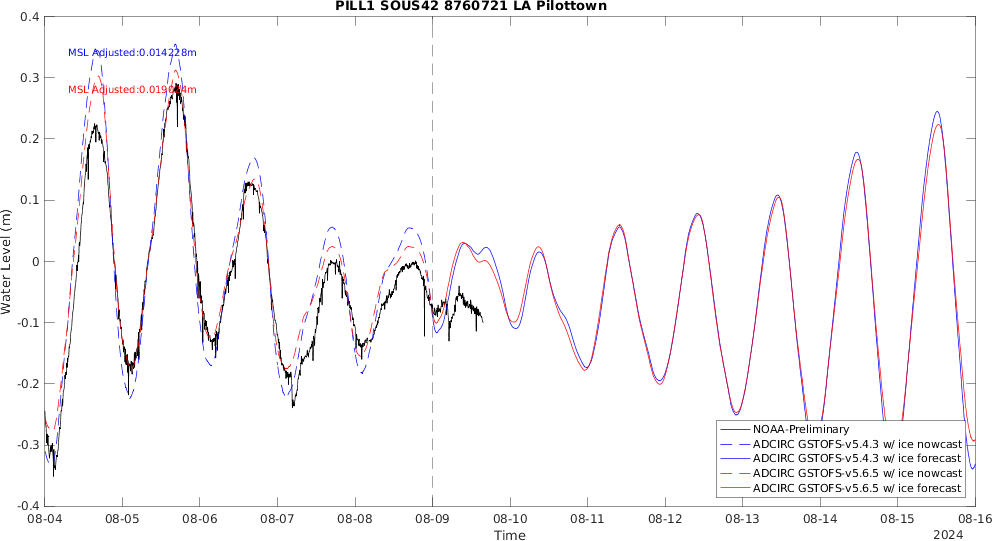 PILL1 SOUS42 8760721 LA Pilottown
Water Level (m)
0.4
0.3
0.2
0.1
0
-0.1
-0.2
-0.3
-0.4
MSL Adjusted:0.014228m
MSL
NOAA-Preliminary
ADCIRC GSTOFS-v5.4.3 w/ ice nowcast
ADCIRC GSTOFS-v5.4.3 w/ ice forecast
ADCIRC GSTOFS-v5.6.5 w/ ice nowcast
ADCIRC GSTOFS-v5.6.5 w/ ice forecast
08-04 08-05 08-06 08-07 08-08 08-09 08-10 08-11 08-12 08-13 08-14 08-15 08-16
Time
2024